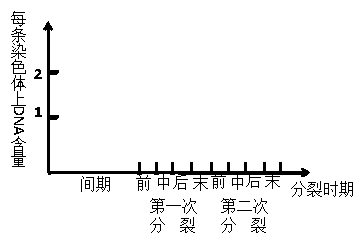 每条染色体上DNA含量
2
1
间期 前 中 后 末 前 中 后 末 分裂时期
第一次 第二次
分 裂 分 裂